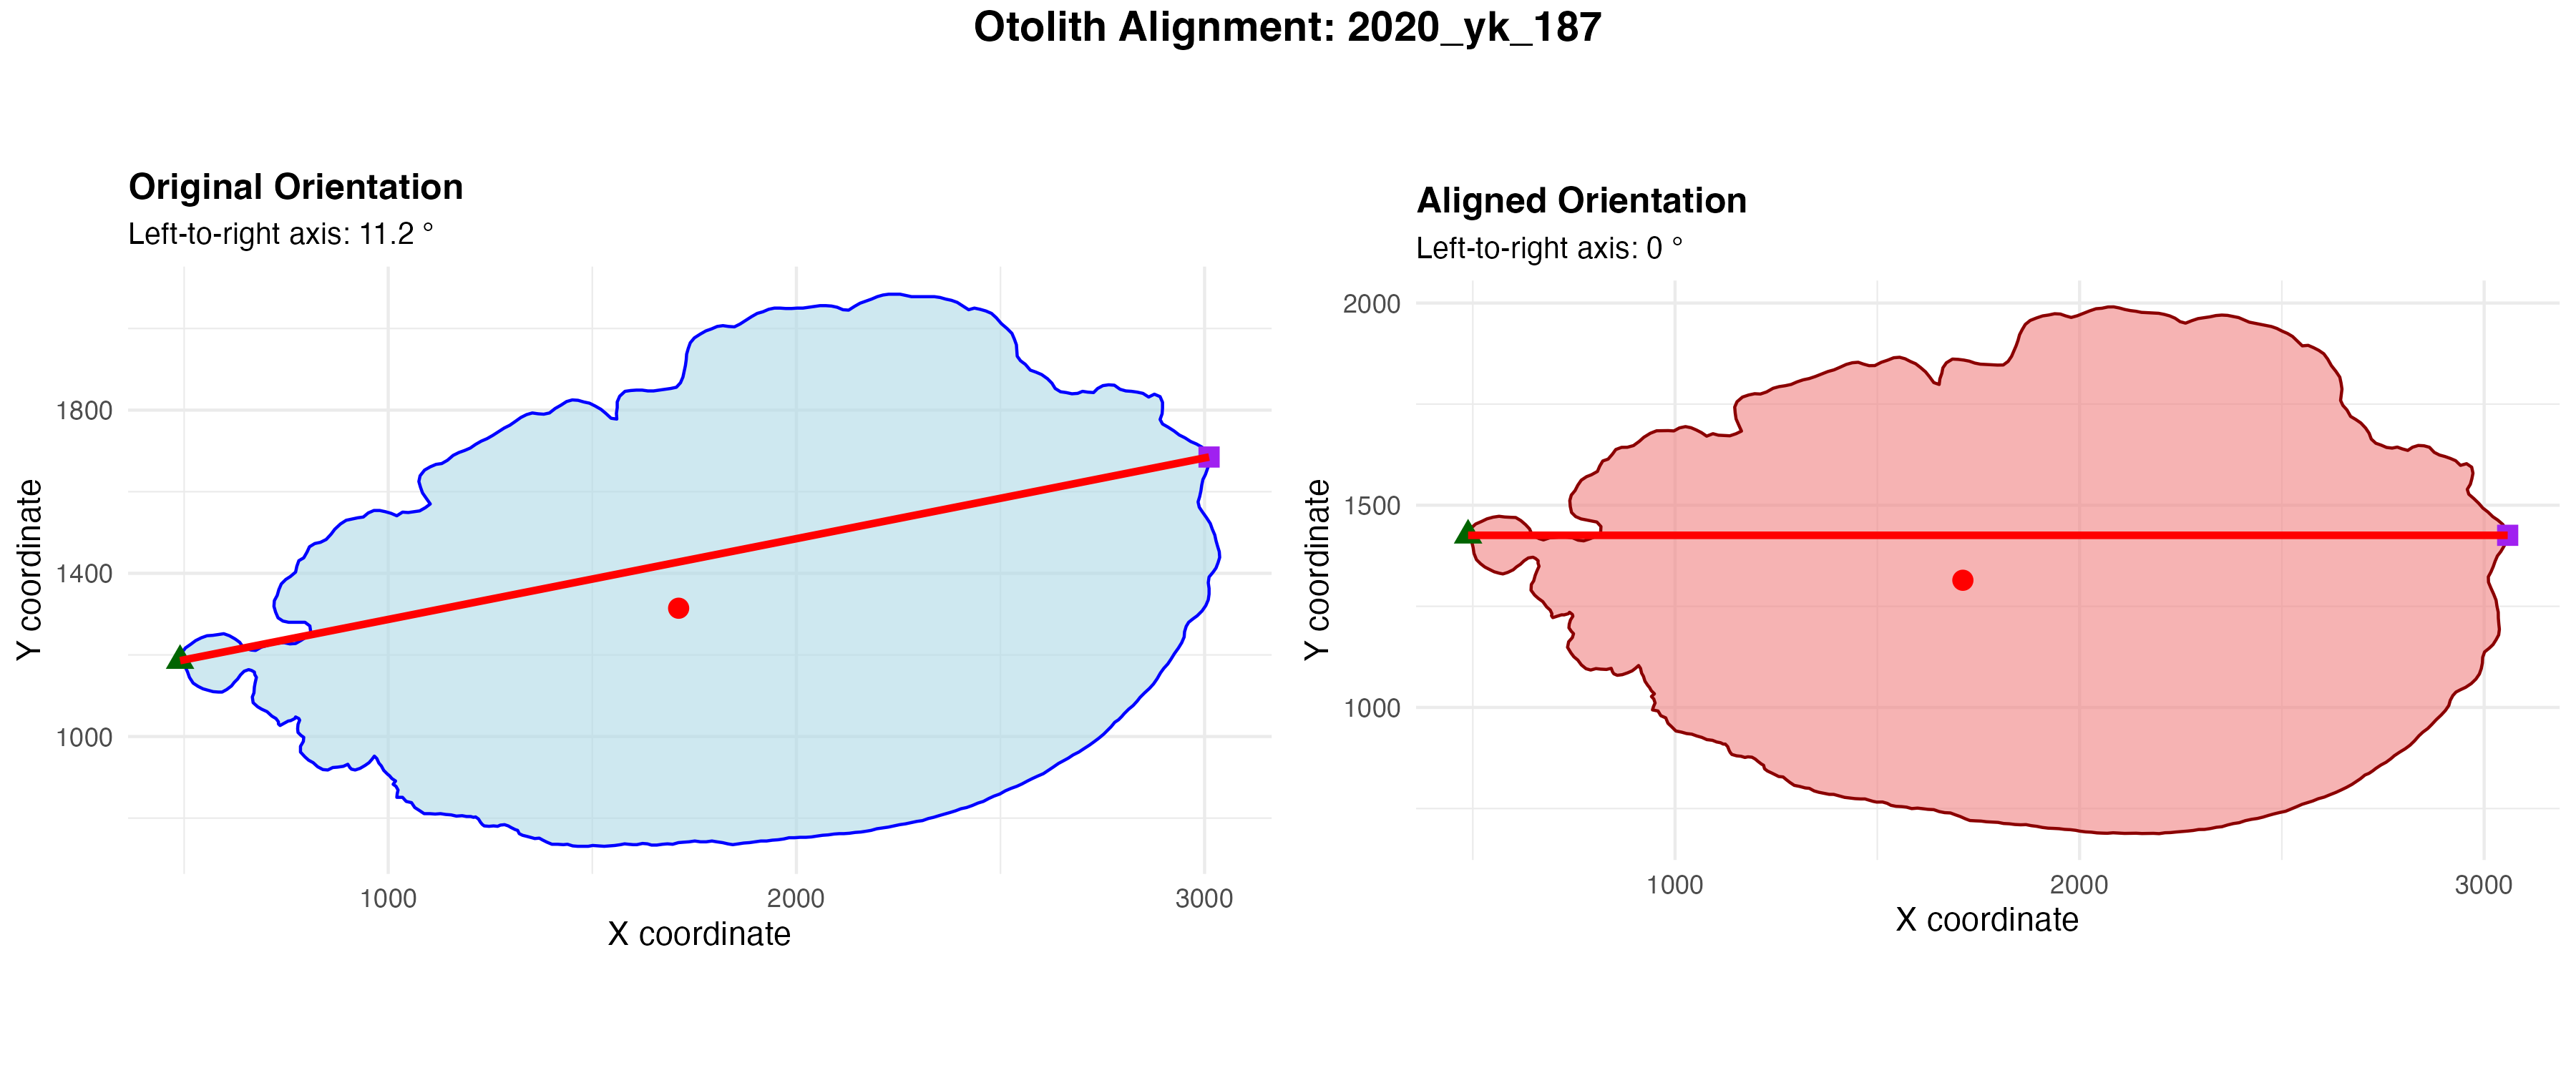 Otolith Alignment: 2020_yk_187
Original Orientation
Left-to-right axis: 11.2 °
Y coordinate
1800
1400
1000
1000 2000 3000
X coordinate
Aligned Orientation
Left-to-right axis: 0 °
Y coordinate
2000
1500
1000
1000 2000 3000
X coordinate